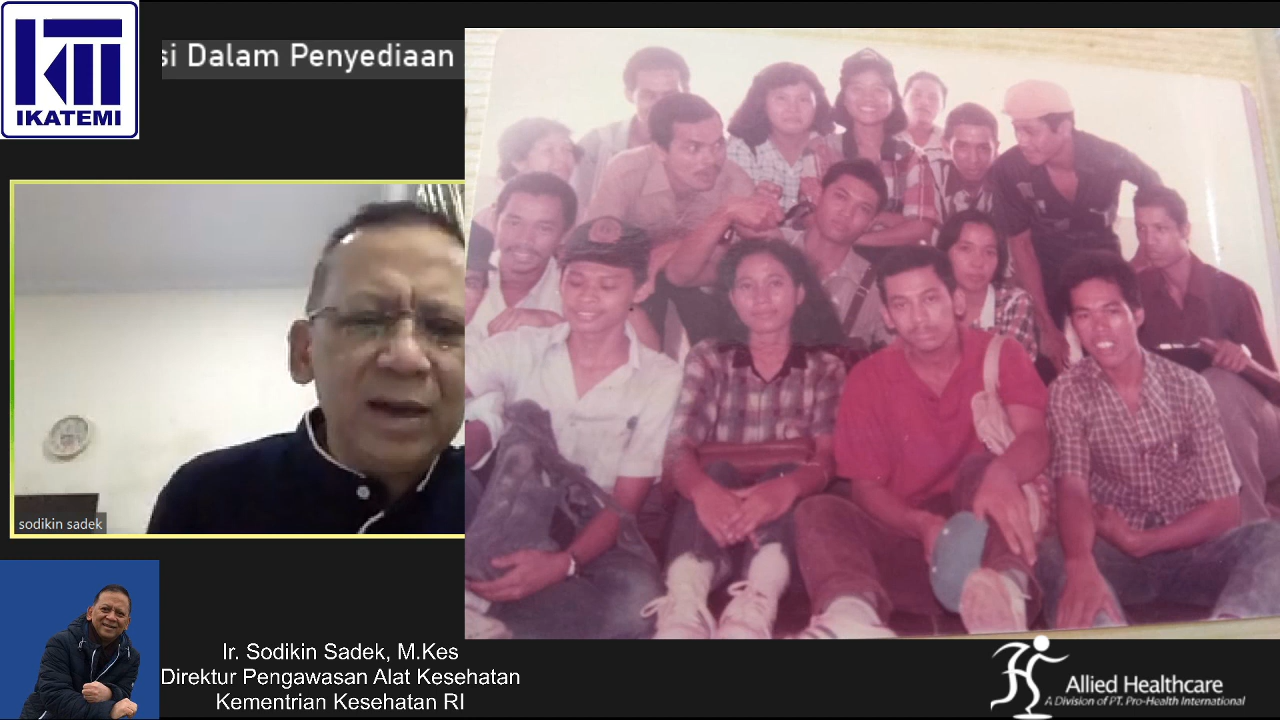 IKATEMI
si Dalam Penyediaan
sodikin sadek
Ir. Sodikin Sadek, M.Kes
Direktur Pengawasan Alat Kesehatan
Kementrian Kesehatan RI
Allied Healthcare
A Division of PT. Pro-Health International